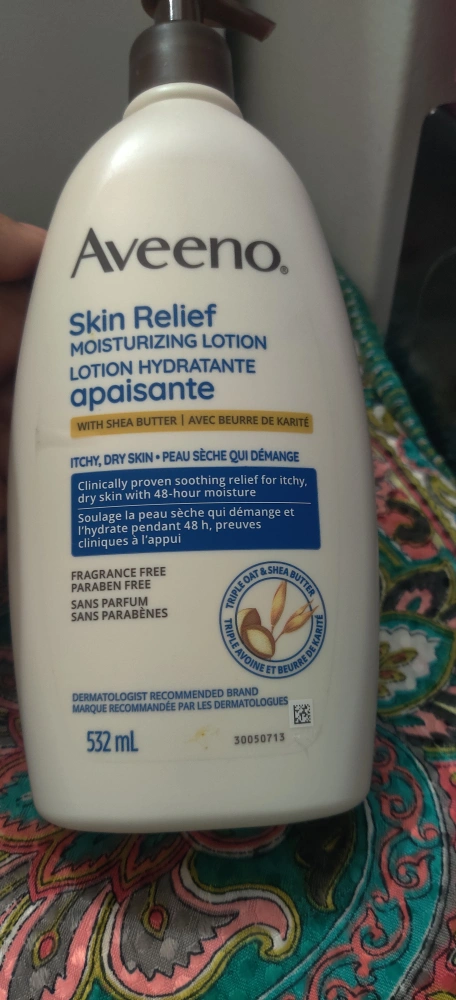 Aveeno®
Skin Relief
MOISTURIZING LOTION
LOTION HYDRATANTE
apaisante
WITH SHEA BUTTER | AVEC BEURRE DE KARITÉ
ITCHY, DRY SKIN • PEAU SÈCHE QUI DÉMANGE
Clinically proven soothing relief for itchy,
dry skin with 48-hour moisture
Soulage la peau sèche qui démange et
l'hydrate pendant 48 h, preuves
cliniques à l'appui
FRAGRANCE FREE
PARABEN FREE
SANS PARFUM
SANS PARABÈNES
TRIPLE OAT & SHEA BUTTER
TRIPLE AVOINE ET BEURRE DE KARITÉ
DERMATOLOGIST RECOMMENDED BRAND
MARQUE RECOMMANDÉE PAR LES DERMATOLOGUES
532 mL
30050713